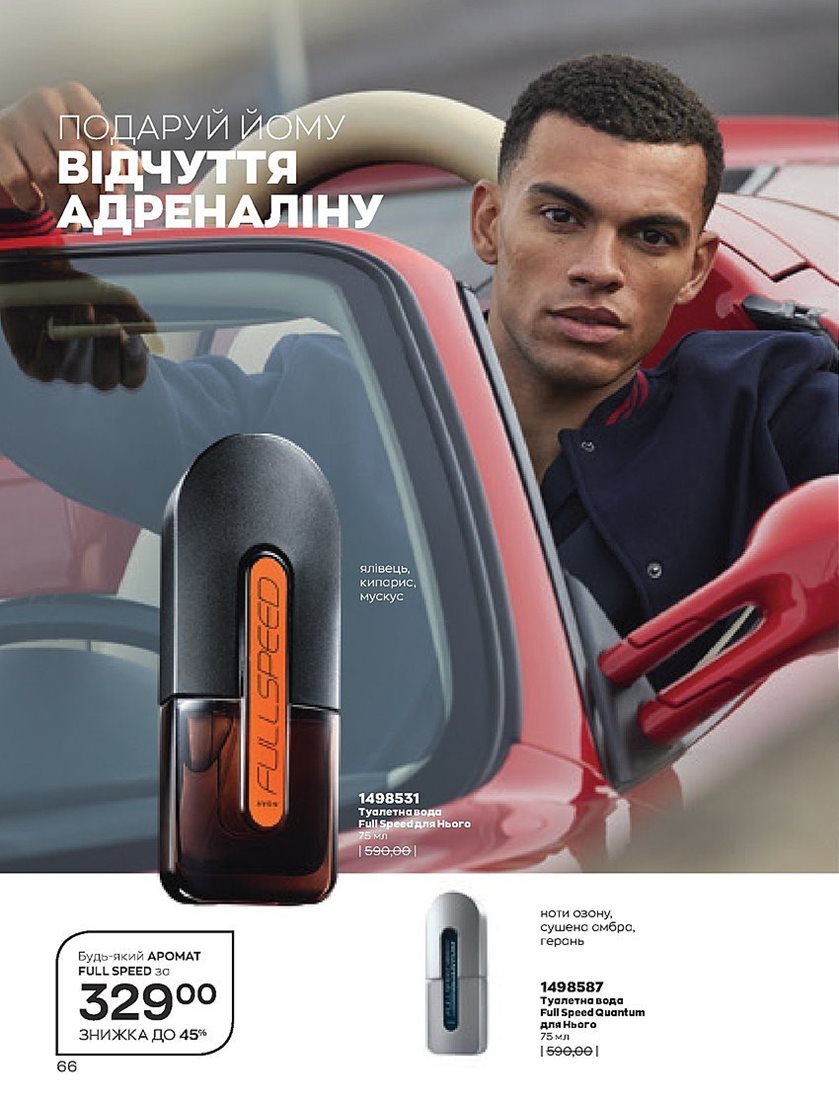 ПОДАРУЙ ЙОМУ
ВІДЧУТТЯ
АДРЕНАЛІНУ
ялівець,
кипарис,
мускус
FULL SPEED
AVON
1498531
Туалетна вода
Full Speed для Нього
75 мл
| 590,00 |
ноти озону,
сушена амбра,
герань
1498587
Туалетна вода
Full Speed Quantum
для Нього
75 мл
| 590,00 |
Будь-який АРОМАТ
FULL SPEED за
329⁰⁰
ЗНИЖКА ДО 45%
66